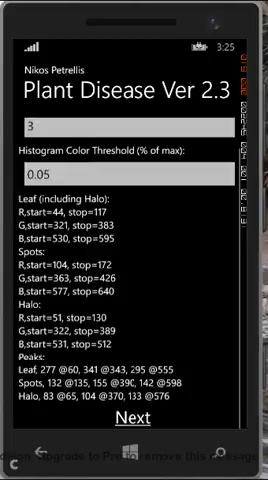 3:25
Nikos Petrellis
Plant Disease Ver 2.3
3
Histogram Color Threshold (% of max):
0.05
Leaf (including Halo):
R,start=44, stop=117
G,start=321, stop=383
B,start=530, stop=595
Spots:
R,start=104, stop=172
G,start=363, stop=426
B,start=577, stop=640
Halo:
R,start=51, stop=130
G,start=322, stop=389
B,start=531, stop=512
Peaks:
Leaf, 277 @60, 341 @343, 295 @555
Spots, 132 @135, 155 @390, 142 @598
Halo, 83 @65, 104 @370, 133 @576
Next
to remove this message